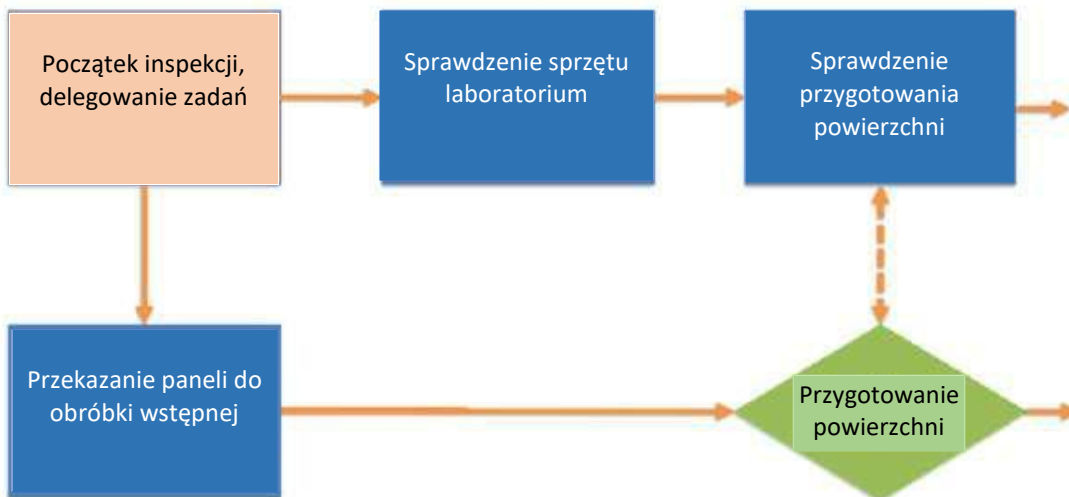 Początek inspekcji,
delegowanie zadań
Sprawdzenie sprzętu
laboratorium
Sprawdzenie
przygotowania
powierzchni
Przekazanie paneli do
obróbki wstępnej
Przygotowanie
powierzchni